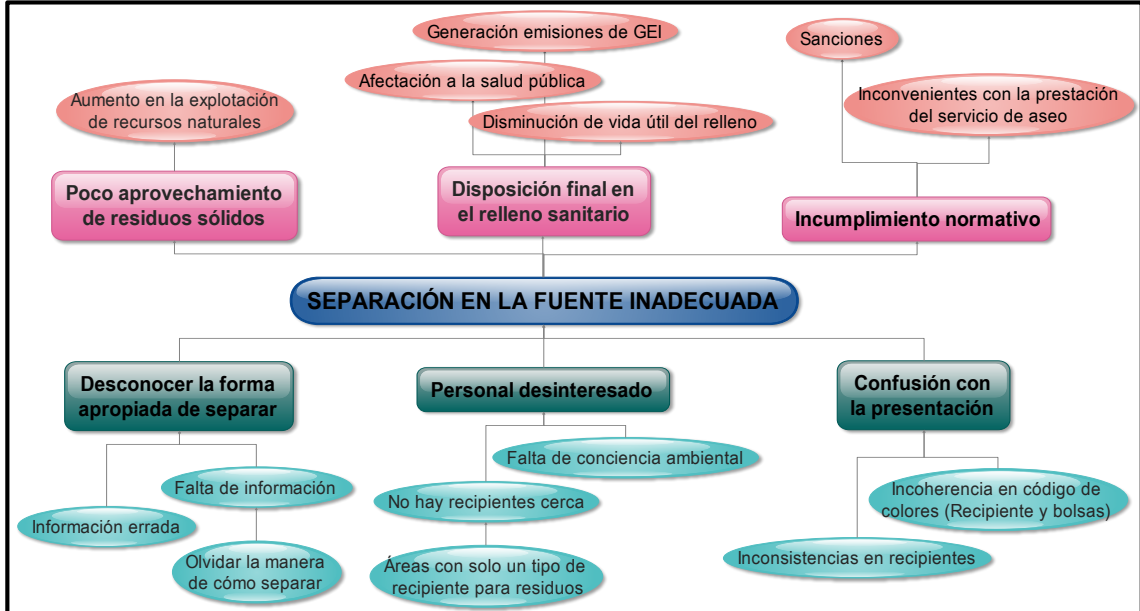 Generación emisiones de GEI
Sanciones
Afectación a la salud pública
Aumento en la explotación
de recursos naturales
Inconvenientes con la prestación
del servicio de aseo
Disminución de vida útil del relleno
Poco aprovechamiento
de residuos sólidos
Disposición final en
el relleno sanitario
Incumplimiento normativo
SEPARACIÓN EN LA FUENTE INADECUADA
Desconocer la forma
apropiada de separar
Personal desinteresado
Confusión con
la presentación
Falta de conciencia ambiental
Falta de información
No hay recipientes cerca
Incoherencia en código de
colores (Recipiente y bolsas)
Información errada
Inconsistencias en recipientes
Olvidar la manera
de cómo separar
Áreas con solo un tipo de
recipiente para residuos